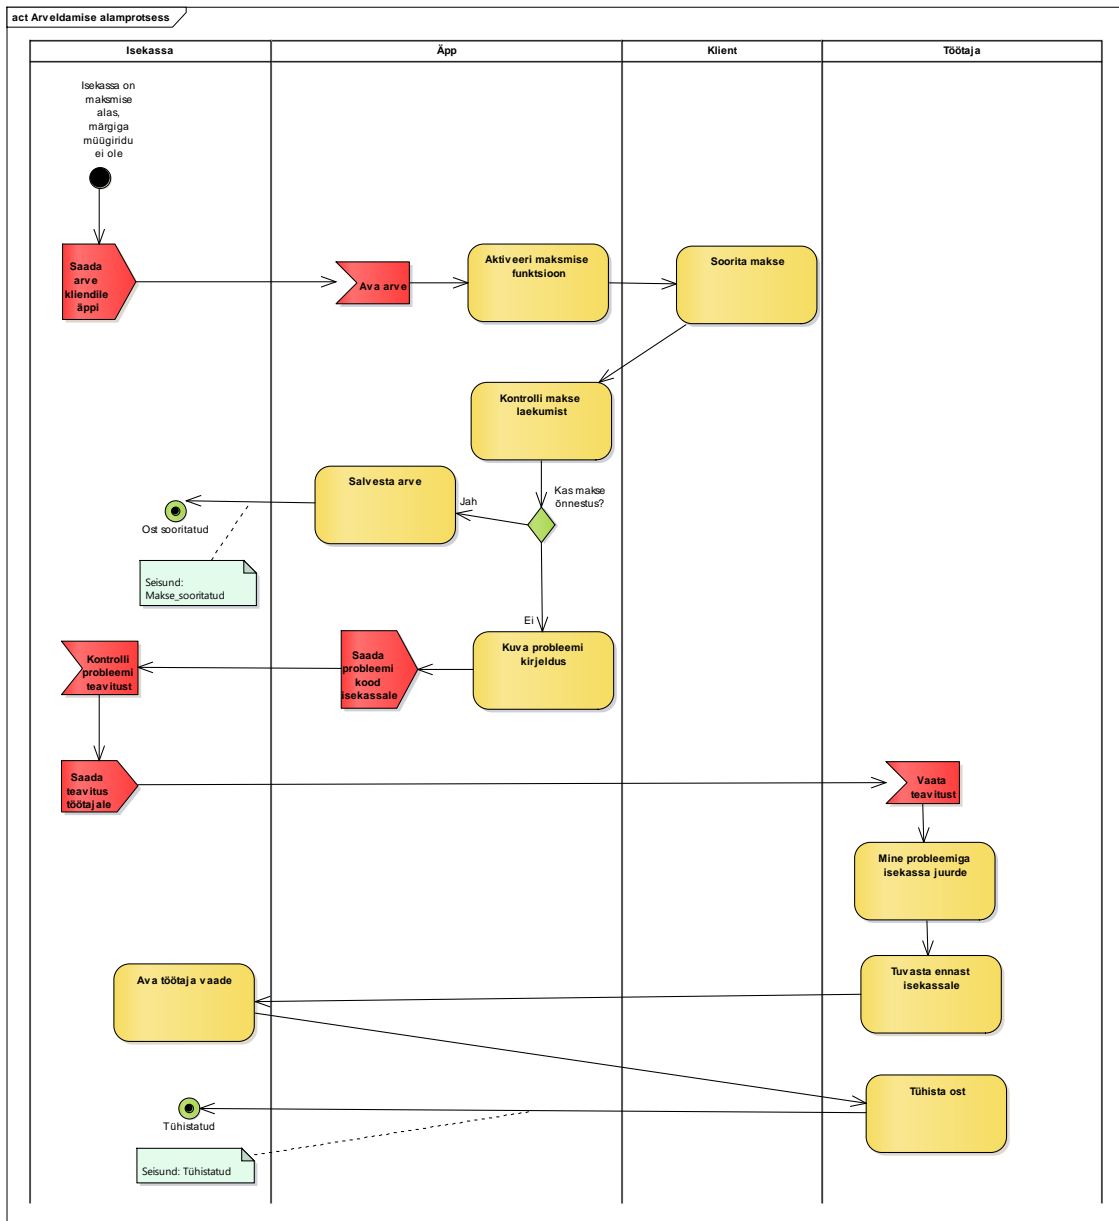 act Arveldamise alamprotsess
Isekassa
Äpp
Klient
Töötaja
Isekassa on
maksmise
alas,
märgiga
müügiridu
ei ole
Saada
arve
kliendile
äppi
Ava arve
Aktiveeri maksmise
funktsioon
Soorita makse
Kontrolli makse
laekumist
Kas makse
õnnestus?
Jah
Salvesta arve
Ost sooritatud
Seisund:
Makse_sooritatud
Ei
Kuva probleemi
kirjeldus
Saada
probleemi
kood
isekassale
Kontrolli
probleemi
teavitust
Saada
teavitus
töötajale
Vaata
teavitust
Mine probleemiga
isekassa juurde
Tuvasta ennast
isekassale
Ava töötaja vaade
Tühista ost
Tühistatud
Seisund: Tühistatud